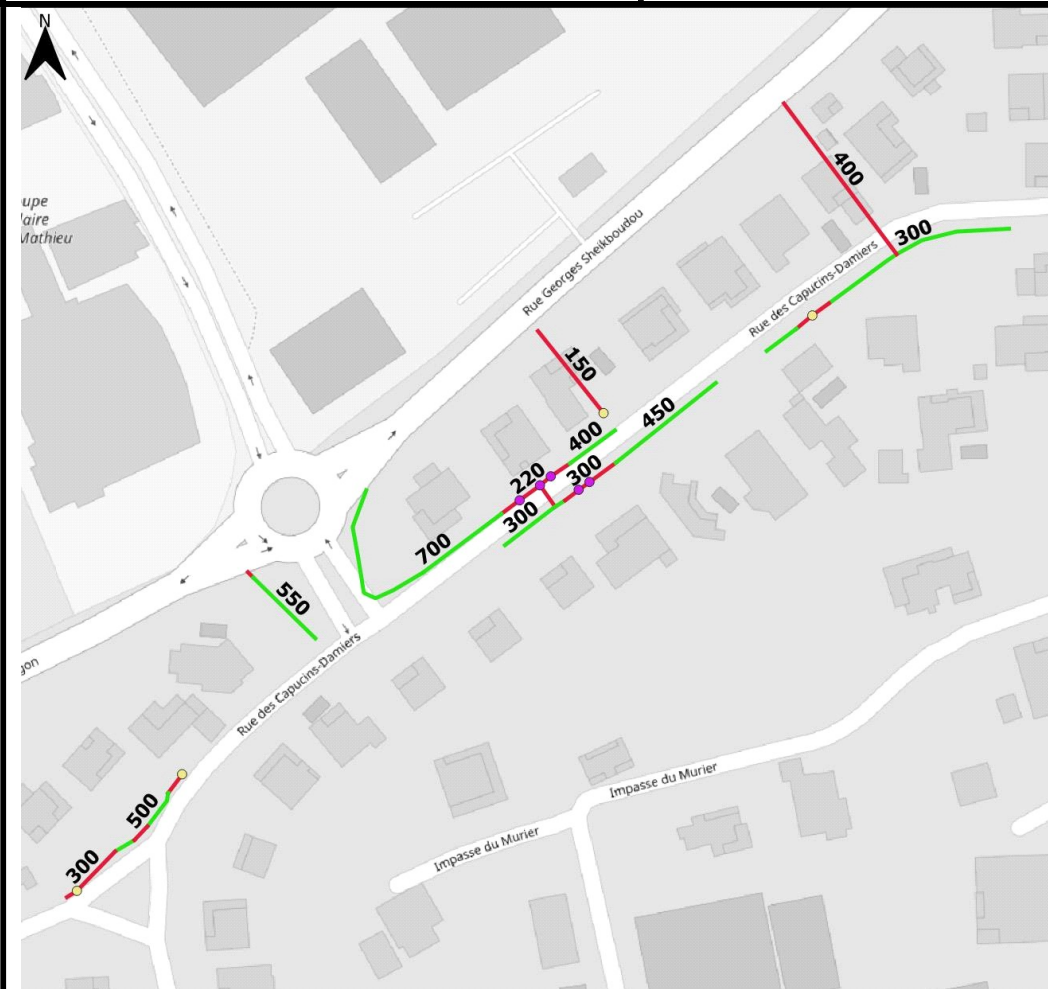 N
400
upe
laire
Mathieu
300
Rue Georges Sheikboudou
Rue des Capucins-Damiers
150
450
400
300
220
300
700
550
gon
Rue des Capucins-Damiers
Impasse du Murier
500
Impasse du Murier
300